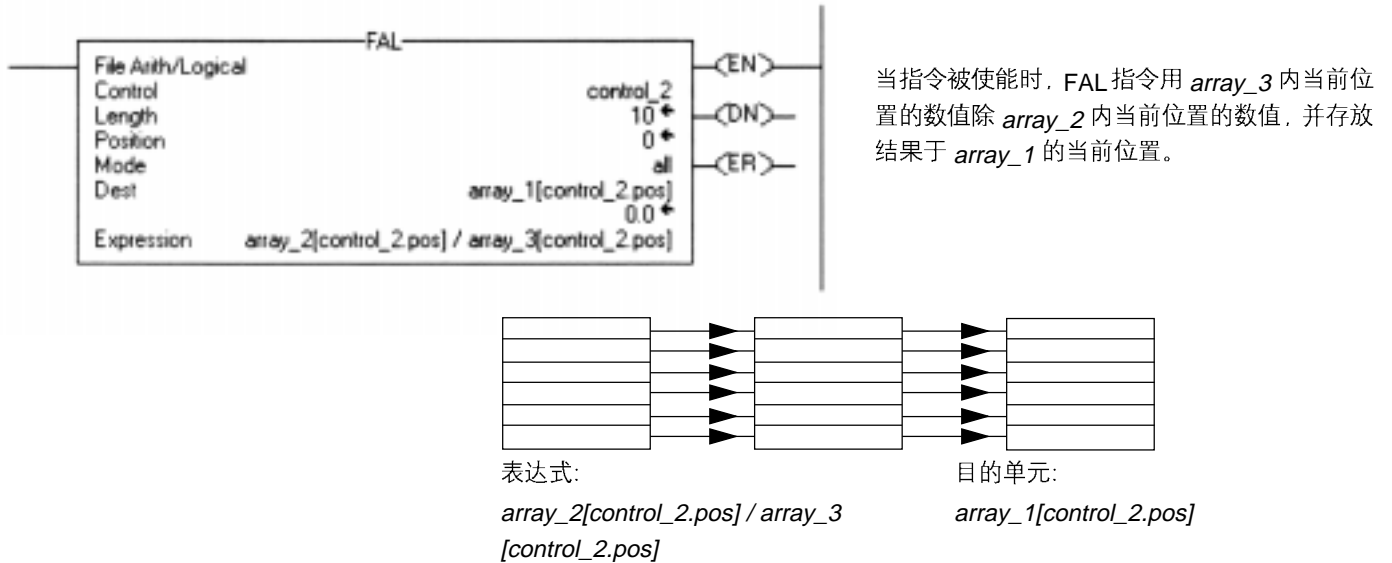 FAL
File Arith/Logical
Control control_2
Length 10
Position 0
Mode all
Dest array_1[control_2.pos]
0.0
Expression array_2[control_2.pos] / array_3[control_2.pos]
(EN)
(DN)
(ER)
当指令被使能时, FAL 指令用 array_3 内当前位
置的数值除 array_2 内当前位置的数值, 并存放
结果于 array_1 的当前位置。
表达式:
array_2[control_2.pos] / array_3
[control_2.pos]
目的单元:
array_1[control_2.pos]